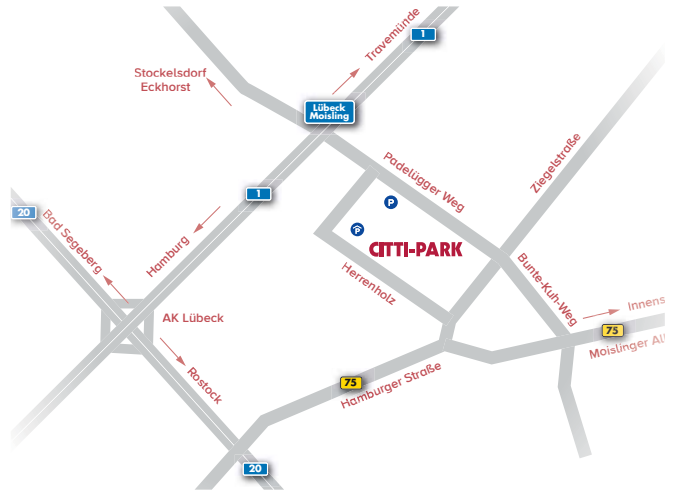 1
Travemünde
Stockelsdorf
Eckhorst
Lübeck
Moisling
Padelügger Weg
Ziegelstraße
1
P
20
Bad Segeberg
Hamburg
P
CITTI-PARK
Herrenholz
Bunte-Kuh-Weg
Innens
AK Lübeck
75
Moislinger All
Rostock
75
Hamburger Straße
20